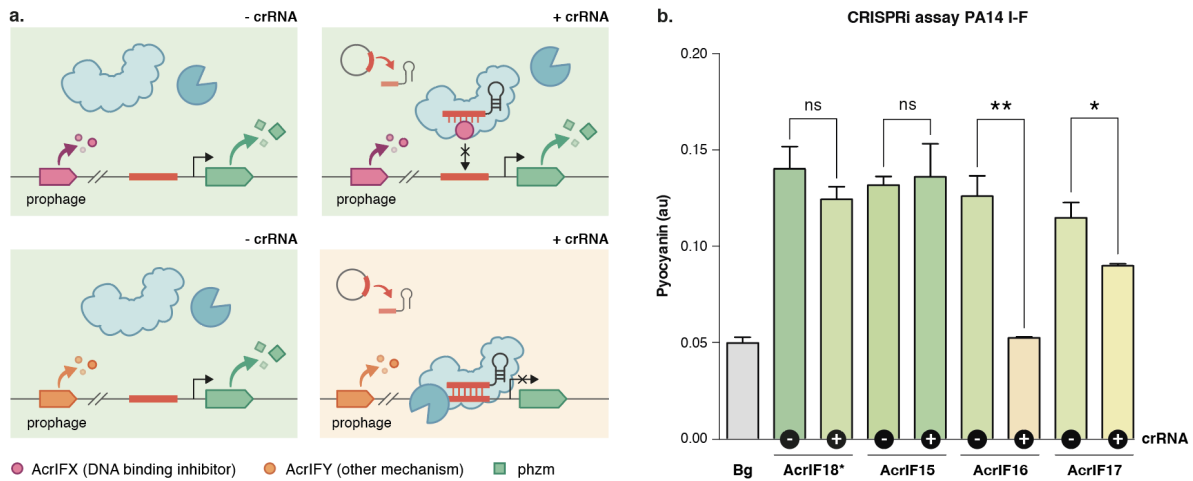 a.
- crRNA
+ crRNA
prophage
prophage
- crRNA
+ crRNA
prophage
prophage
AcrIFX (DNA binding inhibitor)
AcrIFY (other mechanism)
phzm
b.
CRISPRi assay PA14 I-F
Pyocyanin (au)
0.20
0.15
0.10
0.05
0.00
ns
ns
**
*
- + - + - + - + crRNA
Bg
AcrIF18*
AcrIF15
AcrIF16
AcrIF17